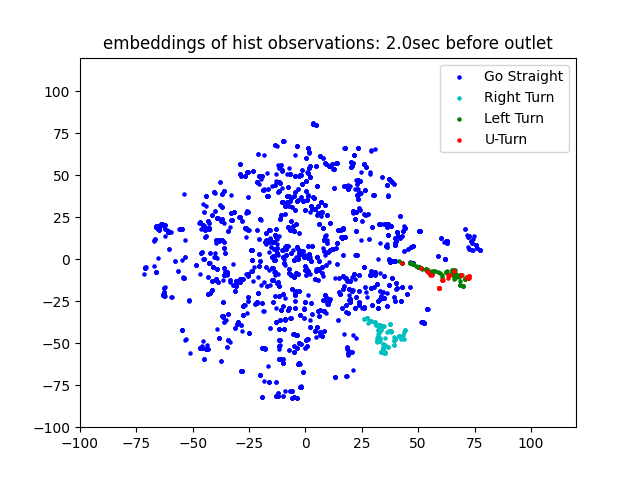 embeddings of hist observations: 2.0sec before outlet
Go Straight
Right Turn
Left Turn
U-Turn
100
75
50
25
0
−25
−50
−75
−100
−100 −75 −50 −25 0 25 50 75 100